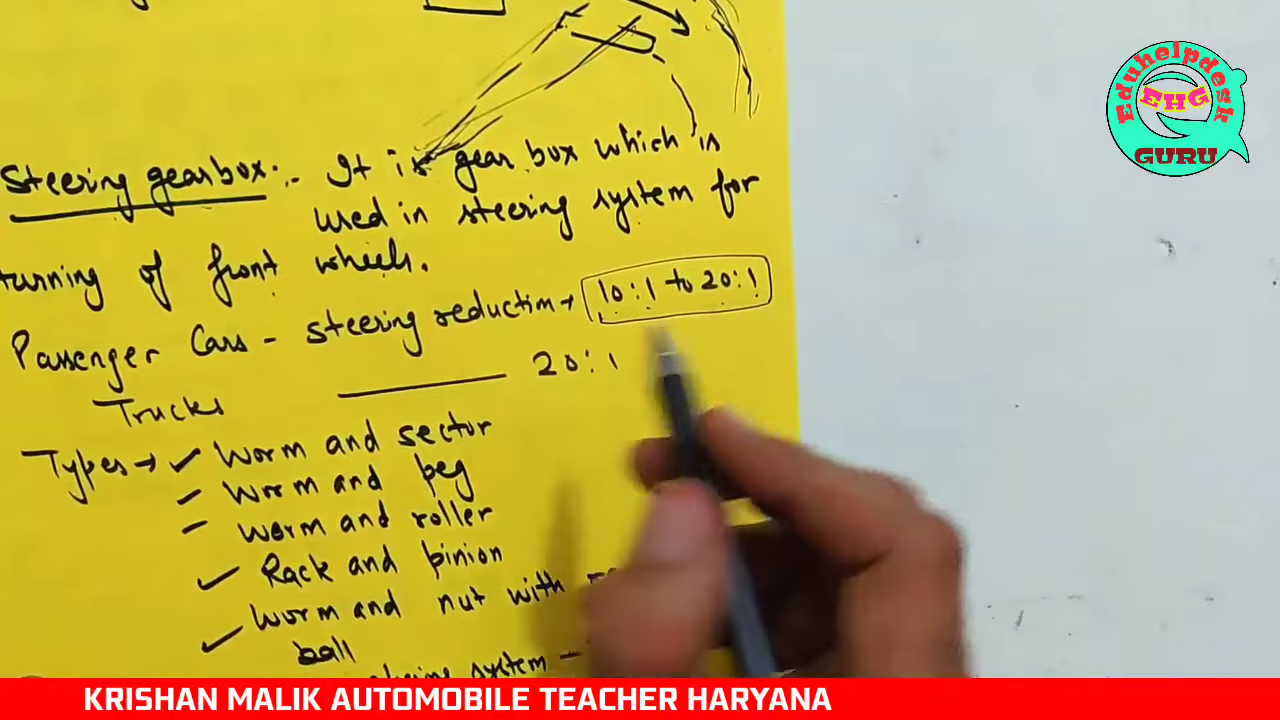 Steering gearbox :- It is gear box which is
used in steering system for
turning of front wheels.
Passenger Cars - steering reduction → 10:1 to 20:1
Trucks 20:1
Types → ✓ Worm and sector
- Worm and peg
- Worm and roller
✓ Rack and pinion
✓ Worm and nut with
ball
system -
Eduhelpdesk
EHG
GURU
KRISHAN MALIK AUTOMOBILE TEACHER HARYANA